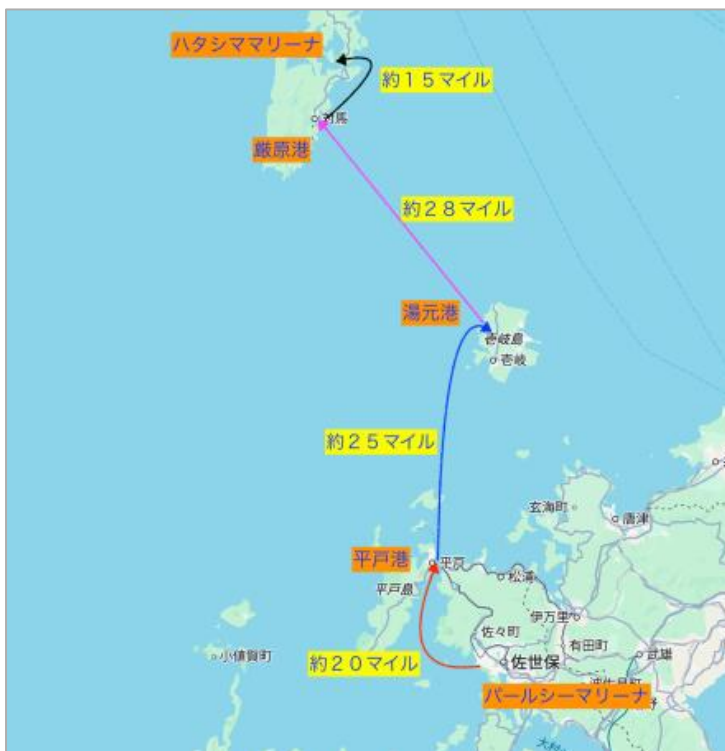 ハタシママリーナ
約１５マイル
対馬
厳原港
約２８マイル
湯元港
壱岐島
壱岐
約２５マイル
玄海町
唐津
平戸港
平戸
松浦
平戸島
伊万里
佐々町
有田町
小値賀町
約２０マイル
佐世保
武雄
パールシーマリーナ